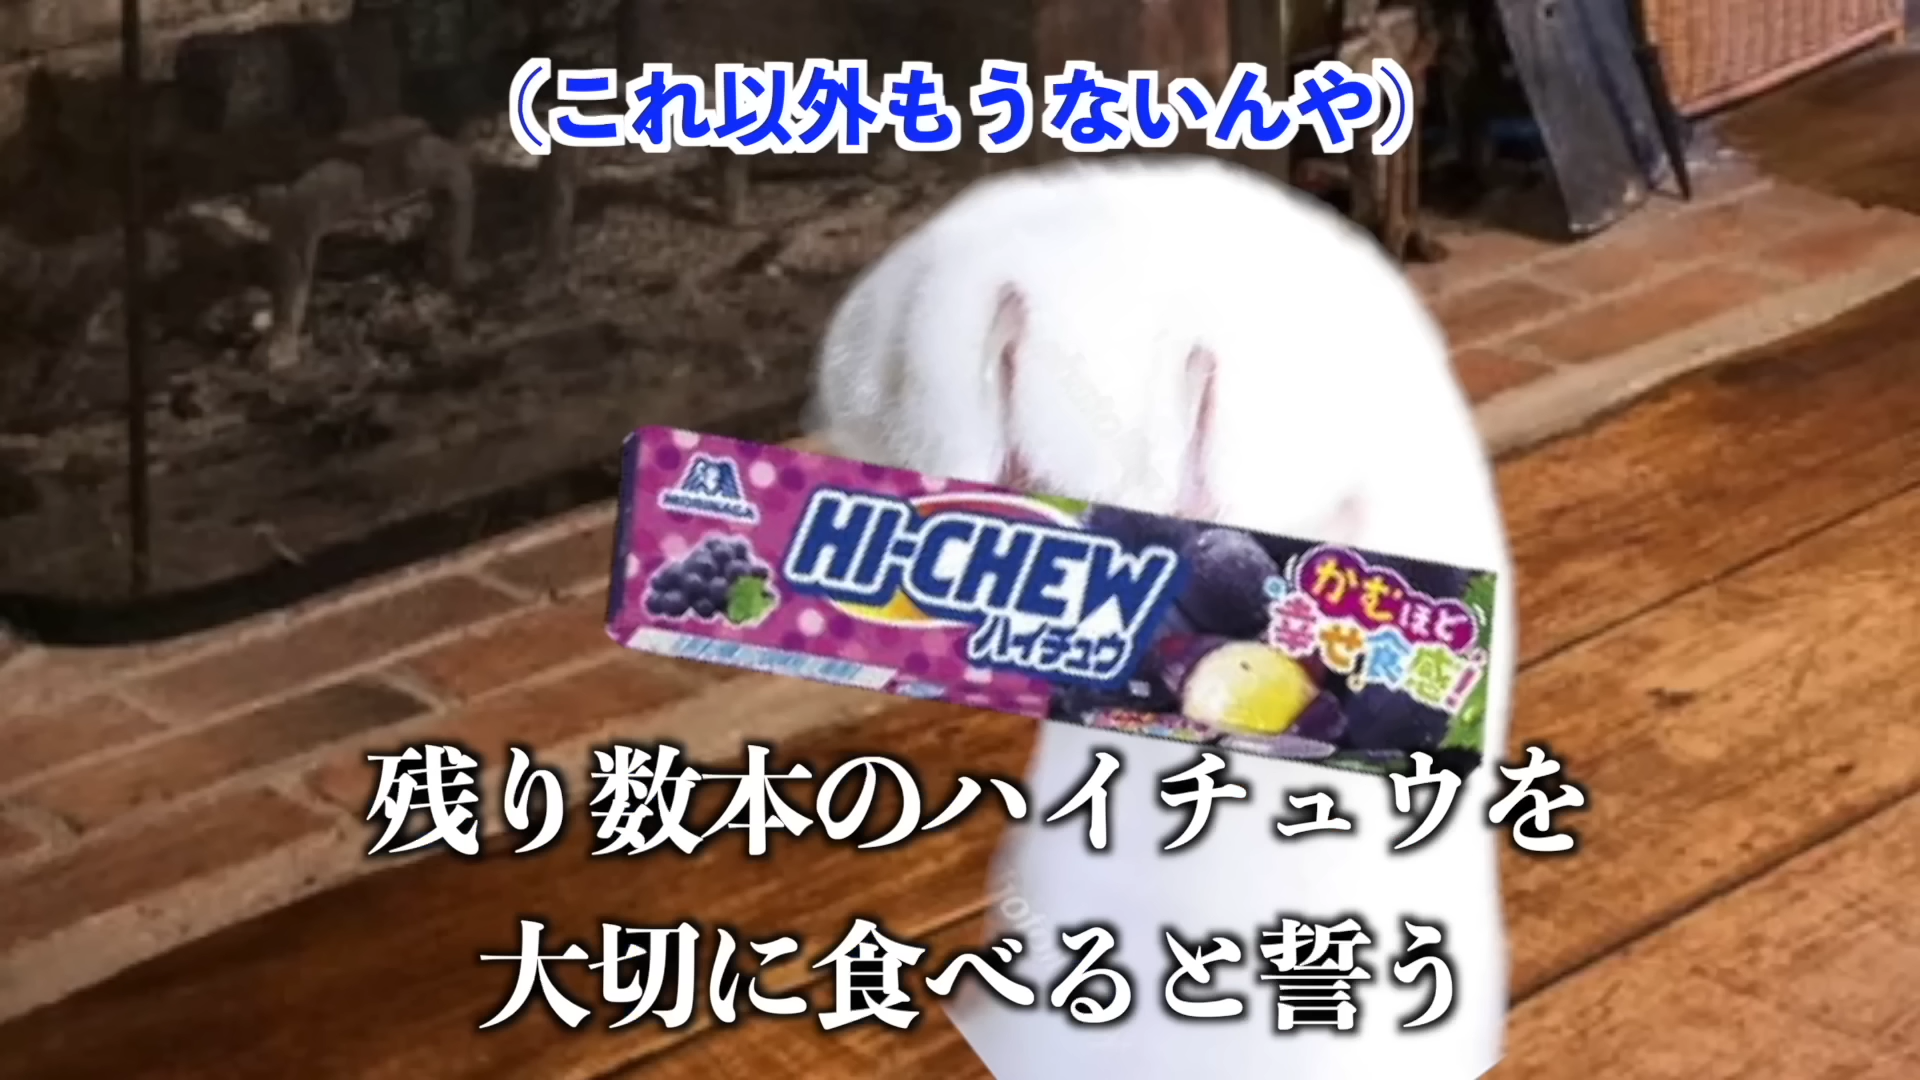 （これ以外もうないんや）
MORINAGA
HI-CHEW
ハイチュウ
かむほど
幸せ食感!
残り数本のハイチュウを
大切に食べると誓う